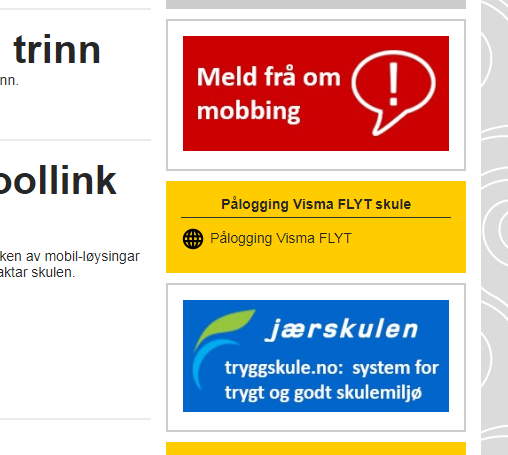 trinn
nn.
oollink
ken av mobil-løysingar
aktar skulen.
Meld frå om
mobbing
Pålogging Visma FLYT skule
Pålogging Visma FLYT
jærskulen
tryggskule.no: system for
trygt og godt skulemiljø